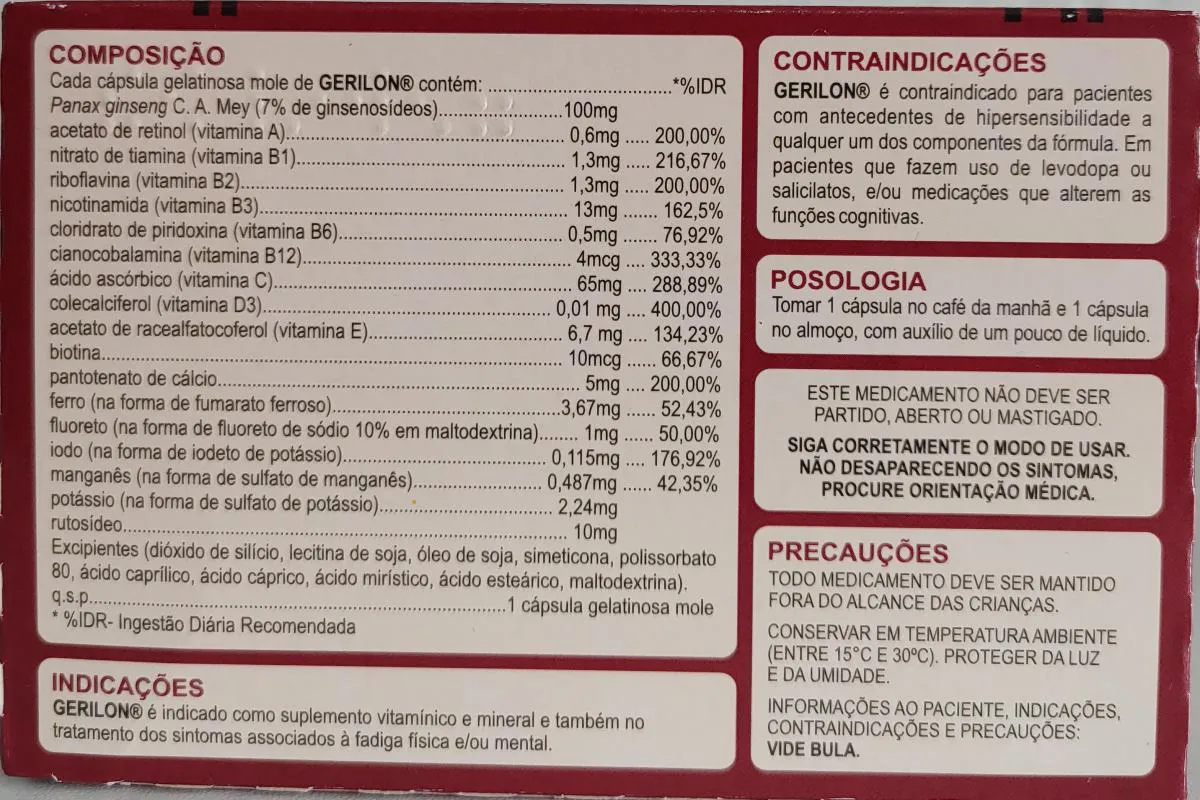 COMPOSIÇÃO
Cada cápsula gelatinosa mole de GERILON® contém: ..............................*%IDR
Panax ginseng C. A. Mey (7% de ginsenosídeos)....................100mg
acetato de retinol (vitamina A).............................................. 0,6mg ..... 200,00%
nitrato de tiamina (vitamina B1)............................................ 1,3mg ..... 216,67%
riboflavina (vitamina B2)...................................................... 1,3mg ..... 200,00%
nicotinamida (vitamina B3)................................................... 13mg ....... 162,5%
cloridrato de piridoxina (vitamina B6).................................... 0,5mg ....... 76,92%
cianocobalamina (vitamina B12)........................................... 4mcg .... 333,33%
ácido ascórbico (vitamina C)................................................ 65mg .... 288,89%
colecalciferol (vitamina D3)............................................... 0,01 mg .... 400,00%
acetato de racealfatocoferol (vitamina E)............................... 6,7 mg .... 134,23%
biotina.............................................................................. 10mcg ...... 66,67%
pantotenato de cálcio............................................................ 5mg .... 200,00%
ferro (na forma de fumarato ferroso)......................................3,67mg ...... 52,43%
fluoreto (na forma de fluoreto de sódio 10% em maltodextrina)........ 1mg ...... 50,00%
iodo (na forma de iodeto de potássio)................................... 0,115mg .... 176,92%
manganês (na forma de sulfato de manganês)...................... 0,487mg ...... 42,35%
potássio (na forma de sulfato de potássio)............................. 2,24mg
rutosídeo........................................................................... 10mg
Excipientes (dióxido de silício, lecitina de soja, óleo de soja, simeticona, polissorbato
80, ácido caprílico, ácido cáprico, ácido mirístico, ácido esteárico, maltodextrina).
q.s.p......................................................................1 cápsula gelatinosa mole
* %IDR- Ingestão Diária Recomendada
INDICAÇÕES
GERILON® é indicado como suplemento vitamínico e mineral e também no
tratamento dos sintomas associados à fadiga física e/ou mental.
CONTRAINDICAÇÕES
GERILON® é contraindicado para pacientes
com antecedentes de hipersensibilidade a
qualquer um dos componentes da fórmula. Em
pacientes que fazem uso de levodopa ou
salicilatos, e/ou medicações que alterem as
funções cognitivas.
POSOLOGIA
Tomar 1 cápsula no café da manhã e 1 cápsula
no almoço, com auxílio de um pouco de líquido.
ESTE MEDICAMENTO NÃO DEVE SER
PARTIDO, ABERTO OU MASTIGADO.
SIGA CORRETAMENTE O MODO DE USAR.
NÃO DESAPARECENDO OS SINTOMAS,
PROCURE ORIENTAÇÃO MÉDICA.
PRECAUÇÕES
TODO MEDICAMENTO DEVE SER MANTIDO
FORA DO ALCANCE DAS CRIANÇAS.
CONSERVAR EM TEMPERATURA AMBIENTE
(ENTRE 15°C E 30ºC). PROTEGER DA LUZ
E DA UMIDADE.
INFORMAÇÕES AO PACIENTE, INDICAÇÕES,
CONTRAINDICAÇÕES E PRECAUÇÕES:
VIDE BULA.